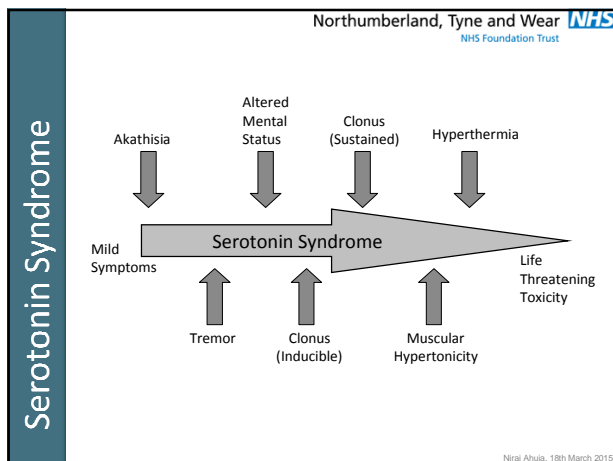 Northumberland, Tyne and Wear NHS
NHS Foundation Trust
Serotonin Syndrome
Akathisia
Altered
Mental
Status
Clonus
(Sustained)
Hyperthermia
Mild
Symptoms
Serotonin Syndrome
Life
Threatening
Toxicity
Tremor
Clonus
(Inducible)
Muscular
Hypertonicity
Niraj Ahuja, 18th March 2015